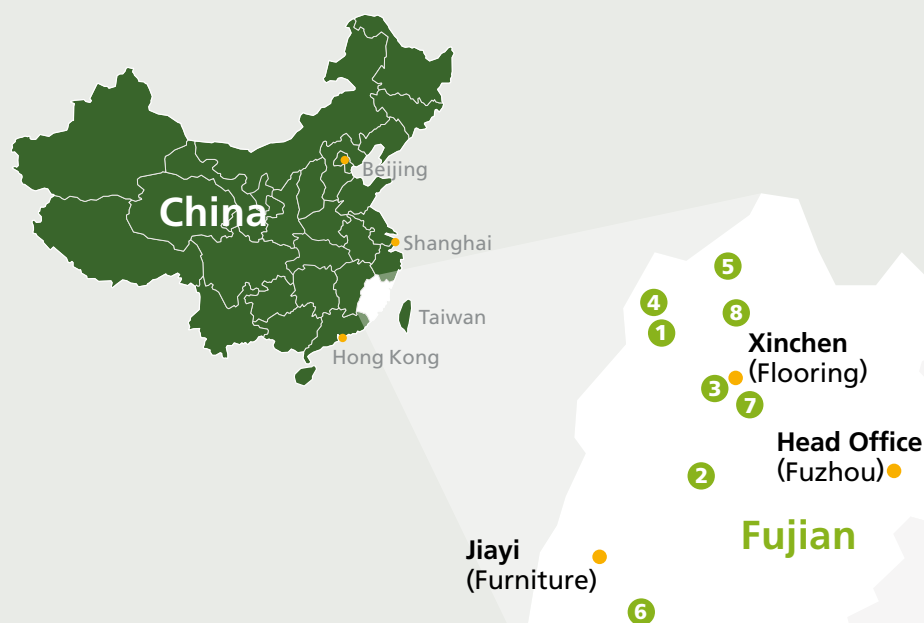 Beijing
China
Shanghai
Taiwan
Hong Kong
5
4
8
1
Xinchen
(Flooring)
3
7
Head Office
(Fuzhou)
2
Fujian
Jiayi
(Furniture)
6